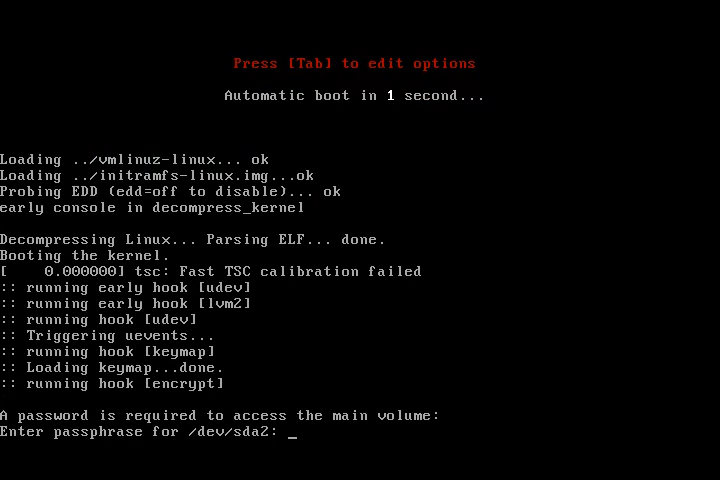 Press [Tab] to edit options
Automatic boot in 1 second...
Loading ../vmlinuz-linux... ok
Loading ../initramfs-linux.img...ok
Probing EDD (edd=off to disable)... ok
early console in decompress_kernel
Decompressing Linux... Parsing ELF... done.
Booting the kernel.
[    0.000000] tsc: Fast TSC calibration failed
:: running early hook [udev]
:: running early hook [lvm2]
:: running hook [udev]
:: Triggering uevents...
:: running hook [keymap]
:: Loading keymap...done.
:: running hook [encrypt]
A password is required to access the main volume:
Enter passphrase for /dev/sda2: _